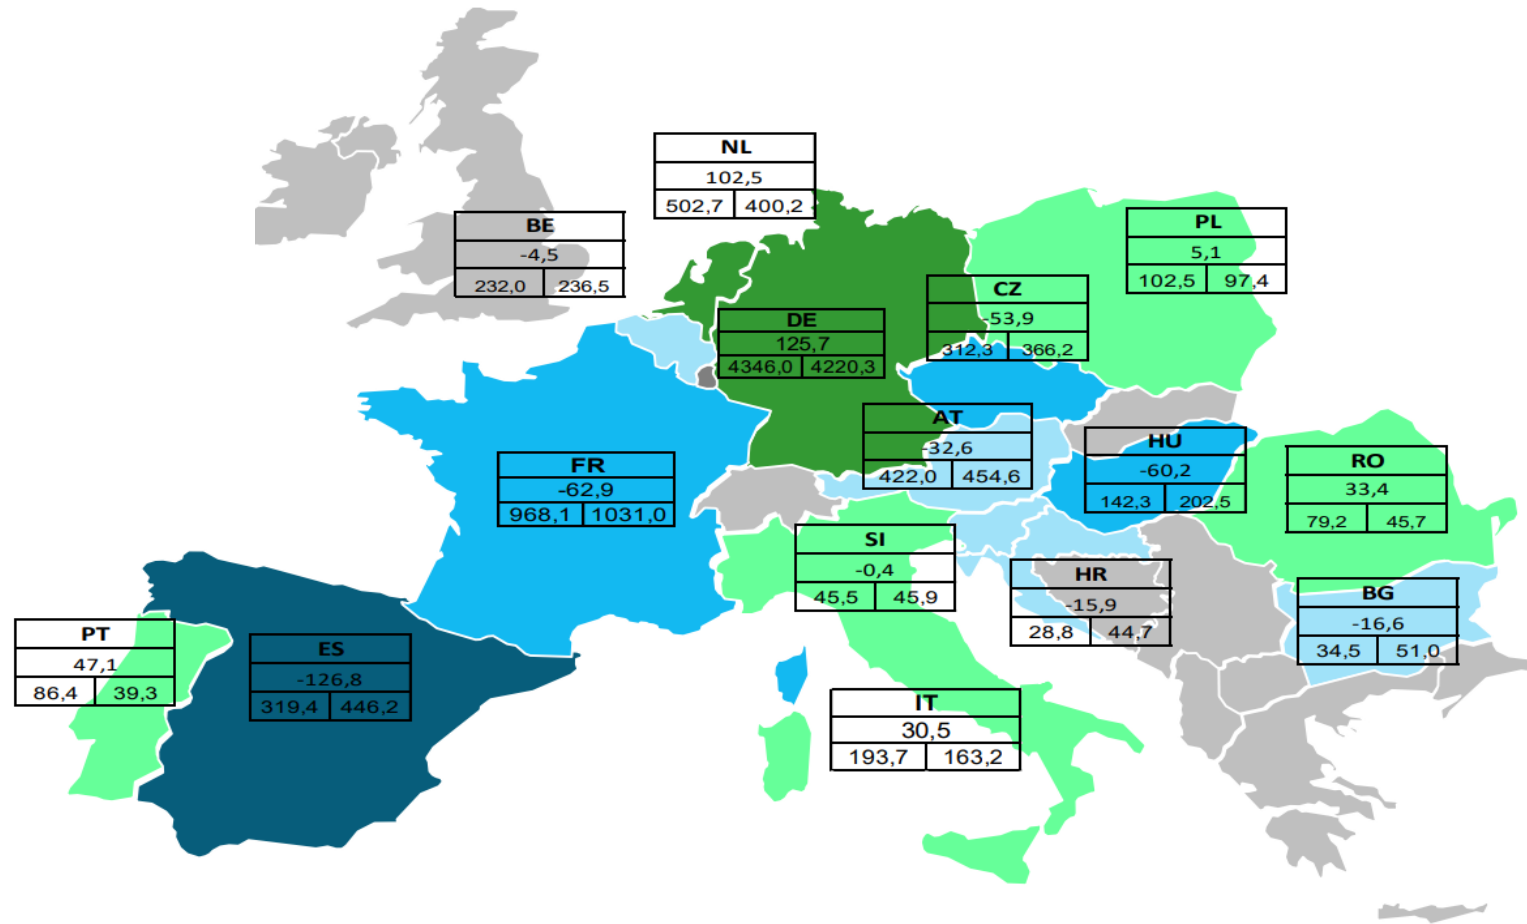 NL
102,5
502,7 400,2
BE
-4,5
232,0 236,5
PL
5,1
102,5 97,4
CZ
-53,9
312,3 366,2
DE
125,7
4346,0 4220,3
AT
-32,6
422,0 454,6
HU
-60,2
142,3 202,5
FR
-62,9
968,1 1031,0
RO
33,4
79,2 45,7
SI
-0,4
45,5 45,9
HR
-15,9
28,8 44,7
BG
-16,6
34,5 51,0
PT
47,1
86,4 39,3
ES
-126,8
319,4 446,2
IT
30,5
193,7 163,2